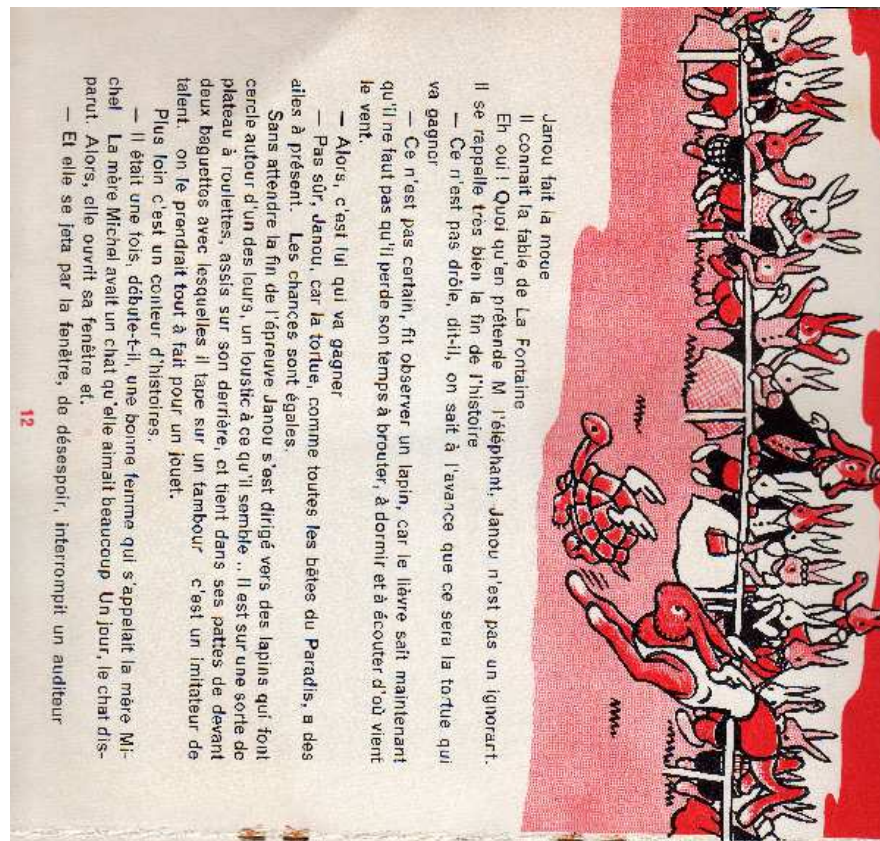 Janou fait la moue
Il connait la fable de La Fontaine
Eh oui! Quoi qu'en prétende M l'éléphant, Janou n'est pas un ignorant.
Il se rappelle très bien la fin de l'histoire
— Ce n'est pas drôle, dit-il, on sait à l'avance que ce sera la tortue qui
va gagner
— Ce n'est pas certain, fit observer un lapin, car le lièvre sait maintenant
qu'il ne faut pas qu'il perde son temps à brouter, à dormir et à écouter d'où vient
le vent.
— Alors, c'est lui qui va gagner
— Pas sûr, Janou, car la tortue, comme toutes les bêtes du Paradis, a des
ailes à présent. Les chances sont égales.
Sans attendre la fin de l'épreuve Janou s'est dirigé vers des lapins qui font
cercle autour d'un des leurs, un loustic à ce qu'il semble .. Il est sur une sorte de
plateau à roulettes, assis sur son derrière, et tient dans ses pattes de devant
deux baguettes avec lesquelles il tape sur un tambour c'est un imitateur de
talent. on le prendrait tout à fait pour un jouet.
Plus loin c'est un conteur d'histoires.
— Il était une fois, débute-t-il, une bonne femme qui s'appelait la mère Mi-
chel La mère Michel avait un chat qu'elle aimait beaucoup Un jour, le chat dis-
parut. Alors, elle ouvrit sa fenêtre et.
— Et elle se jeta par la fenêtre, de désespoir, interrompit un auditeur
12